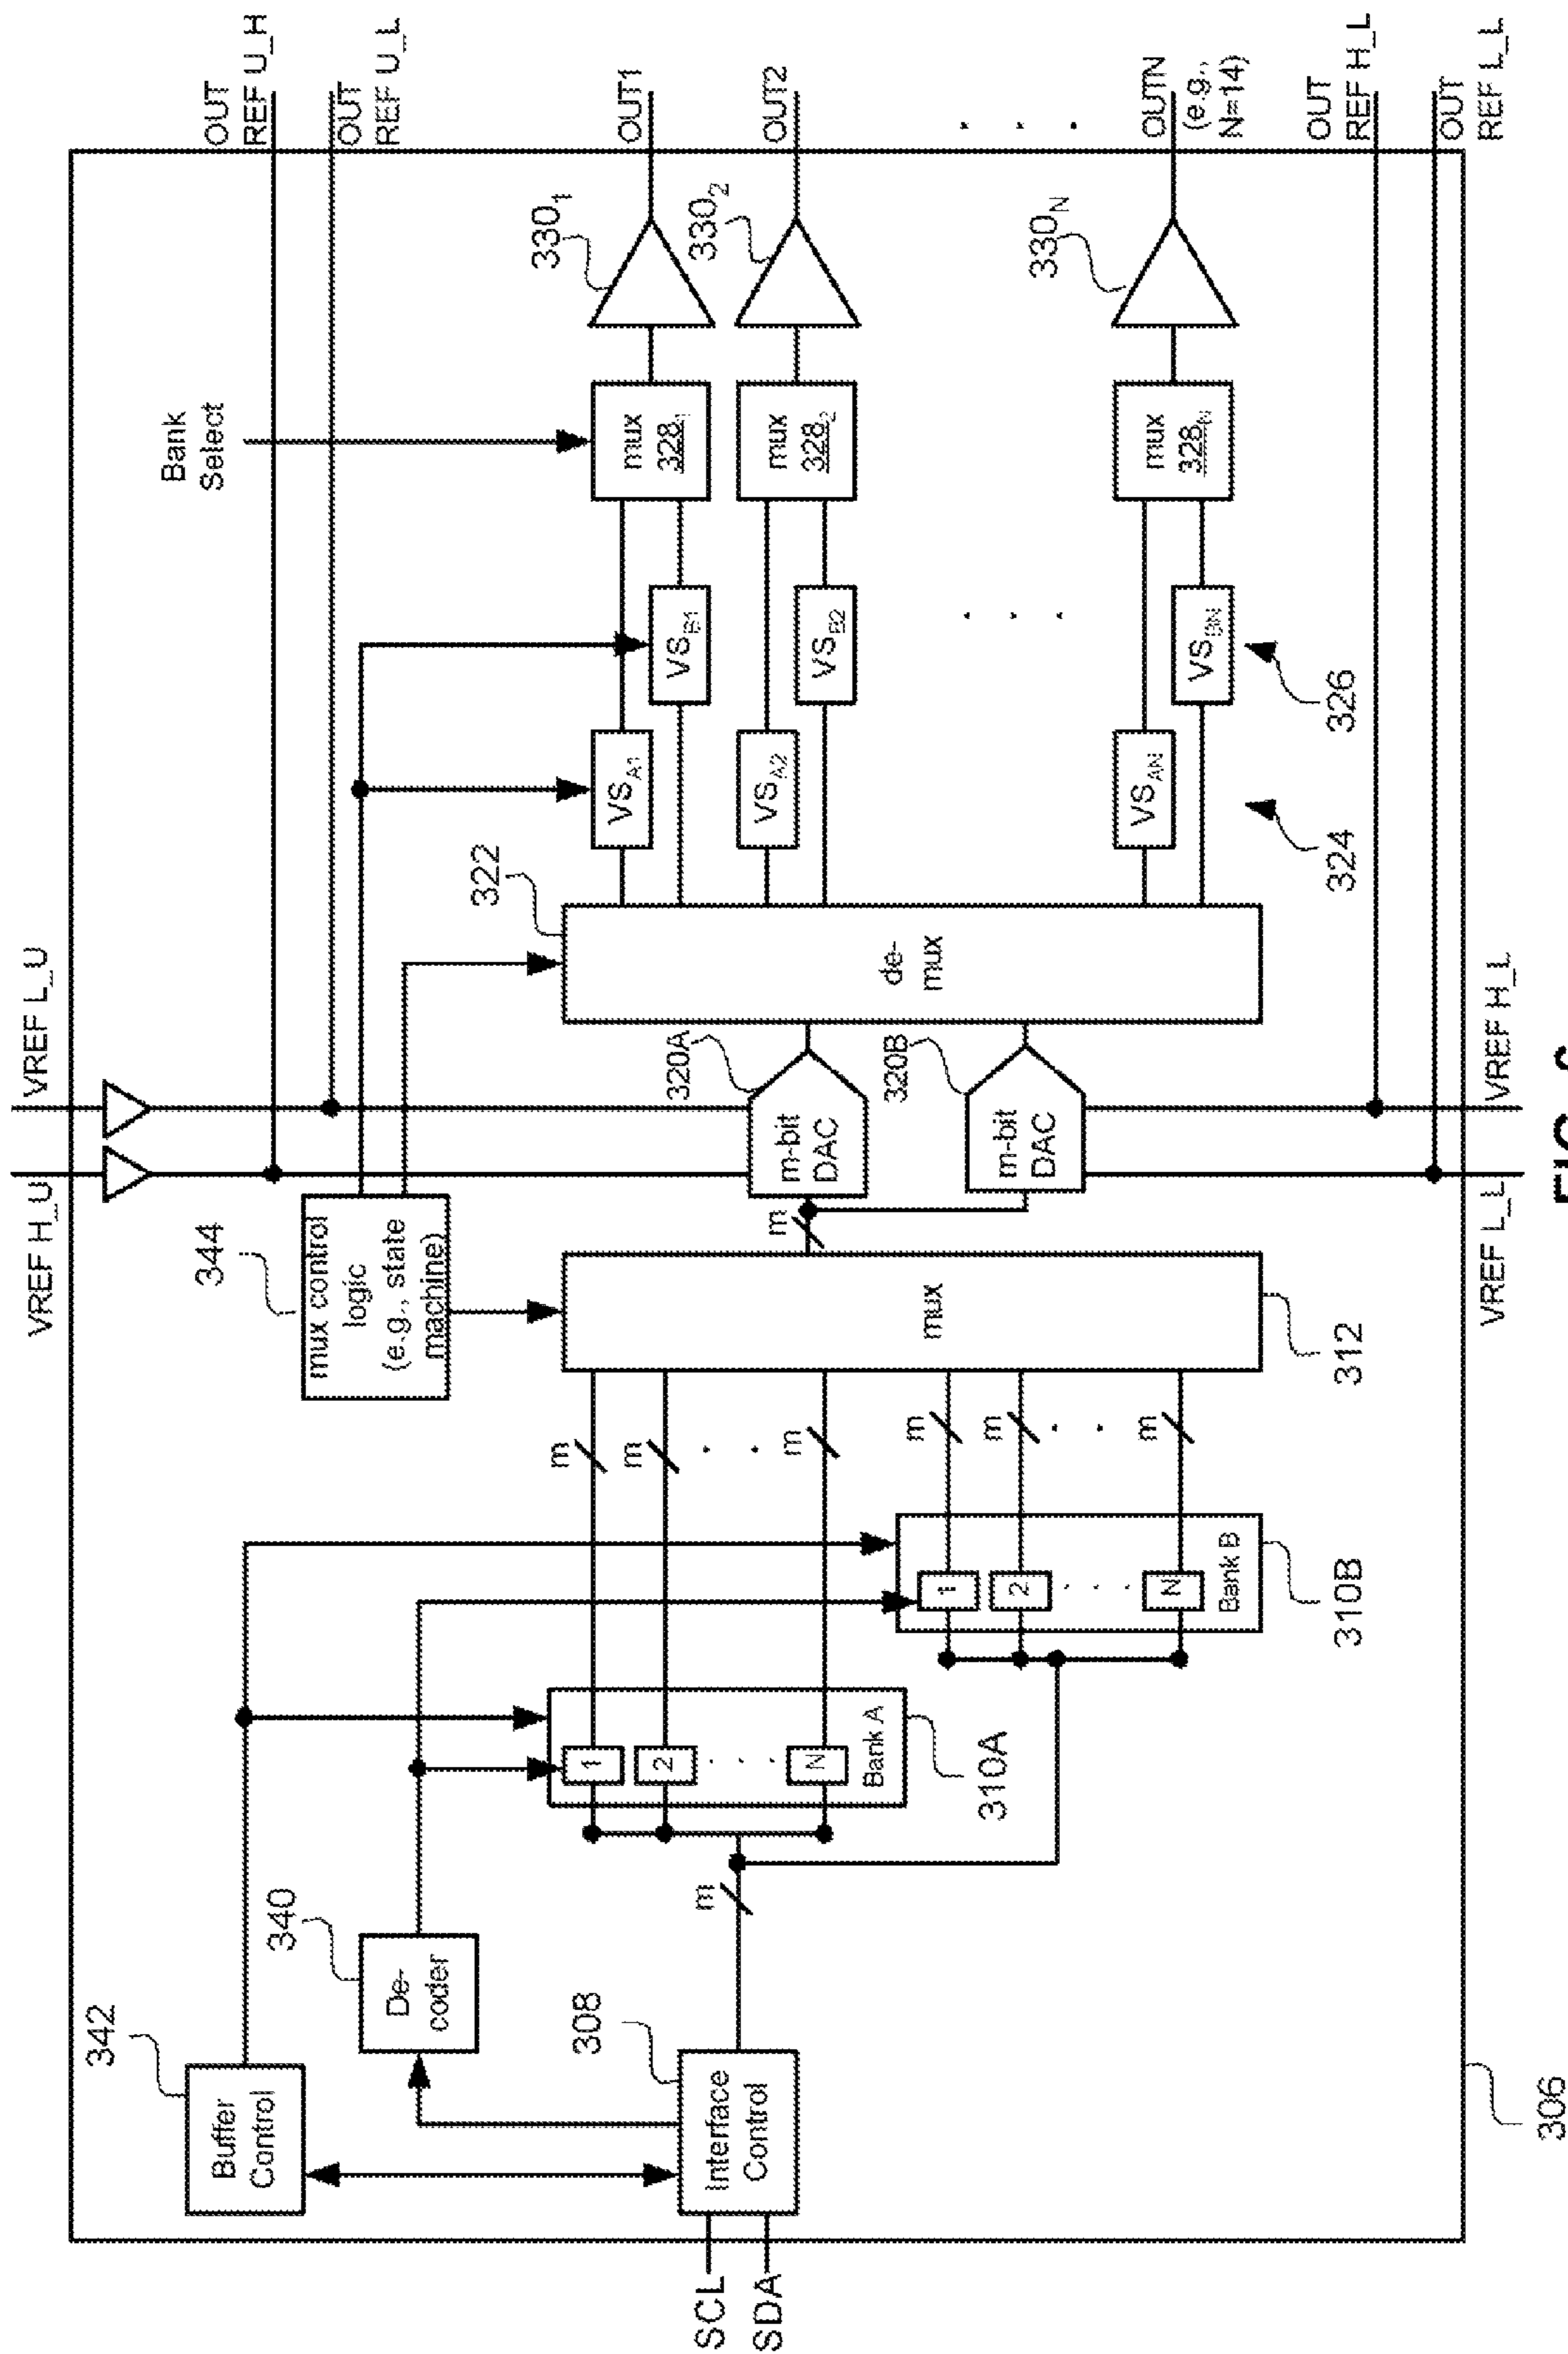 VREF H_U
VREF L_U
OUT
REF U_H
OUT
REF U_L
Bank
Select
342
Buffer
Control
340
De-
coder
344
mux control
logic
(e.g., state
machine)
308
Interface
Control
SCL
SDA
m
1
2
N
Bank A
310A
1
2
N
Bank B
310B
m
m
m
m
m
m
mux
312
m
m-bit
DAC
320A
m-bit
DAC
320B
322
de-
mux
VSA1
VSB1
VSA2
VSB2
VSAN
VSBN
324
326
mux
3281
mux
3282
mux
328N
3301
3302
330N
OUT1
OUT2
OUTN
(e.g.,
N=14)
OUT
REF H_L
OUT
REF L_L
VREF L_L
VREF H_L
306